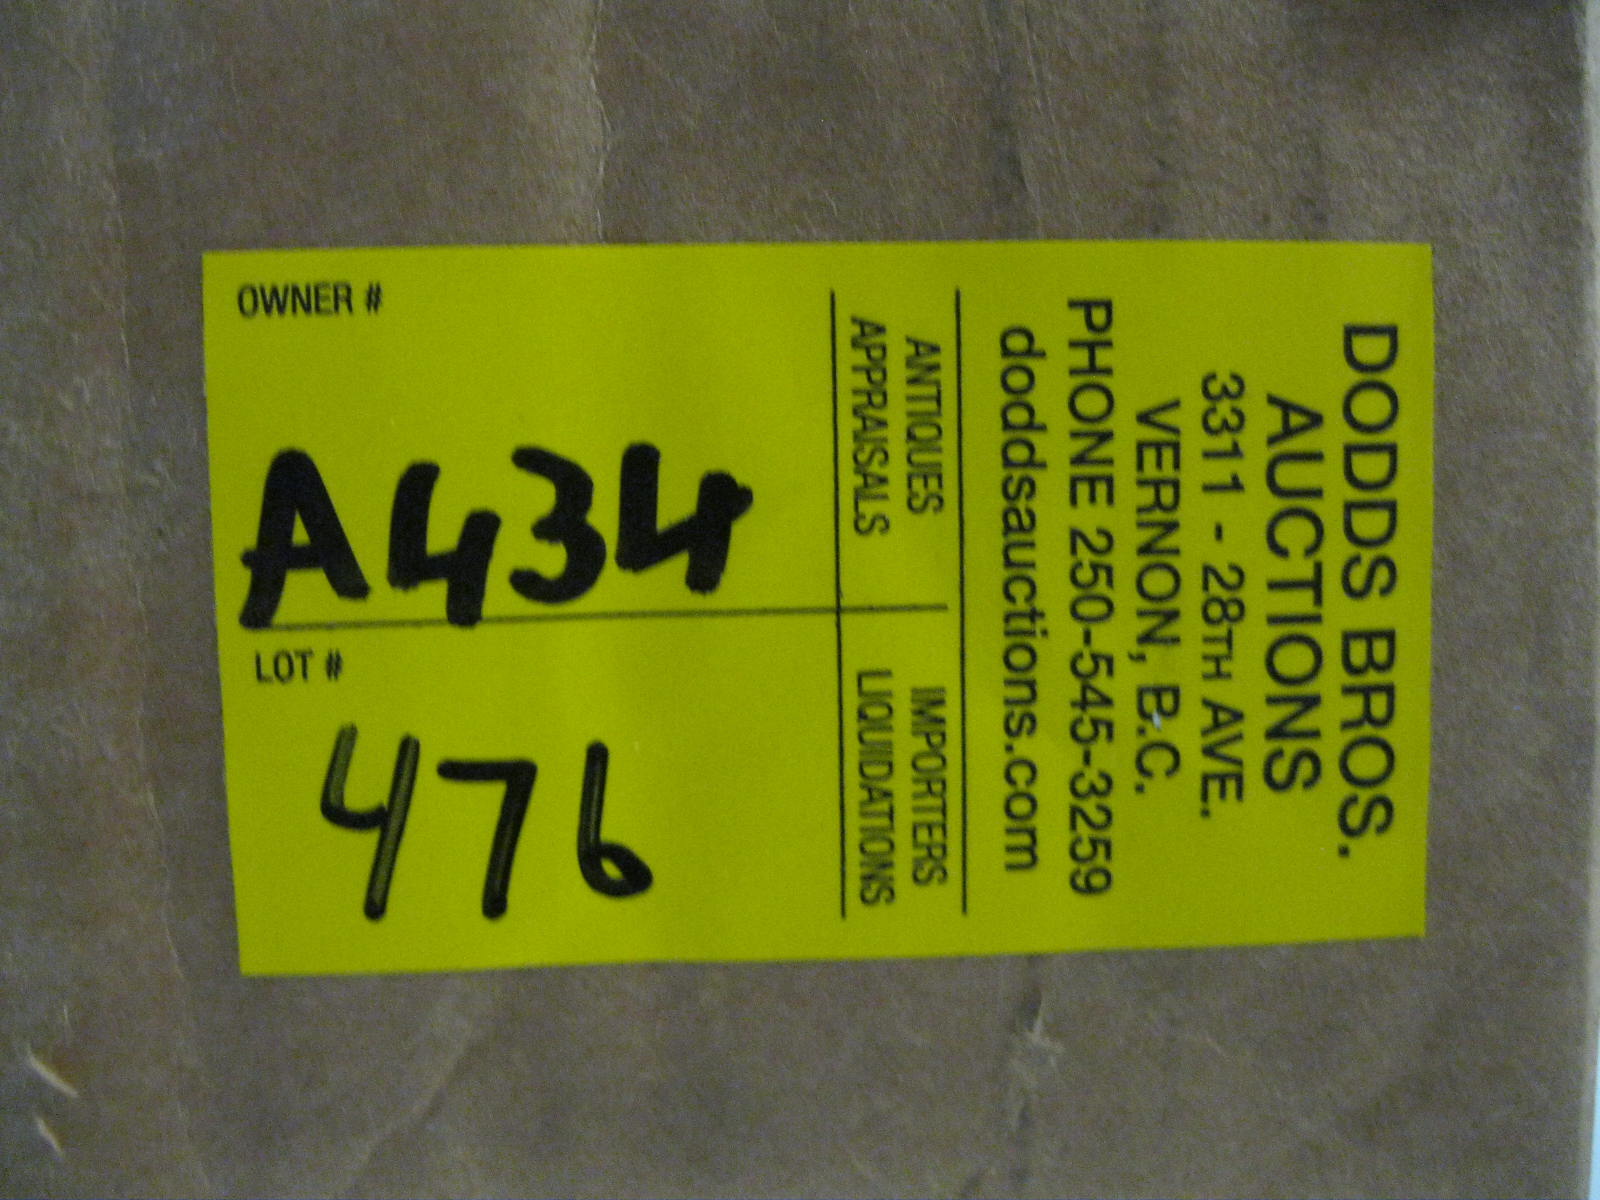 DODDS BROS.
AUCTIONS
3311 - 28TH AVE.
VERNON, B.C.
PHONE 250-545-3259
doddsauctions.com
ANTIQUES
APPRAISALS
IMPORTERS
LIQUIDATIONS
OWNER #
A434
LOT #
476